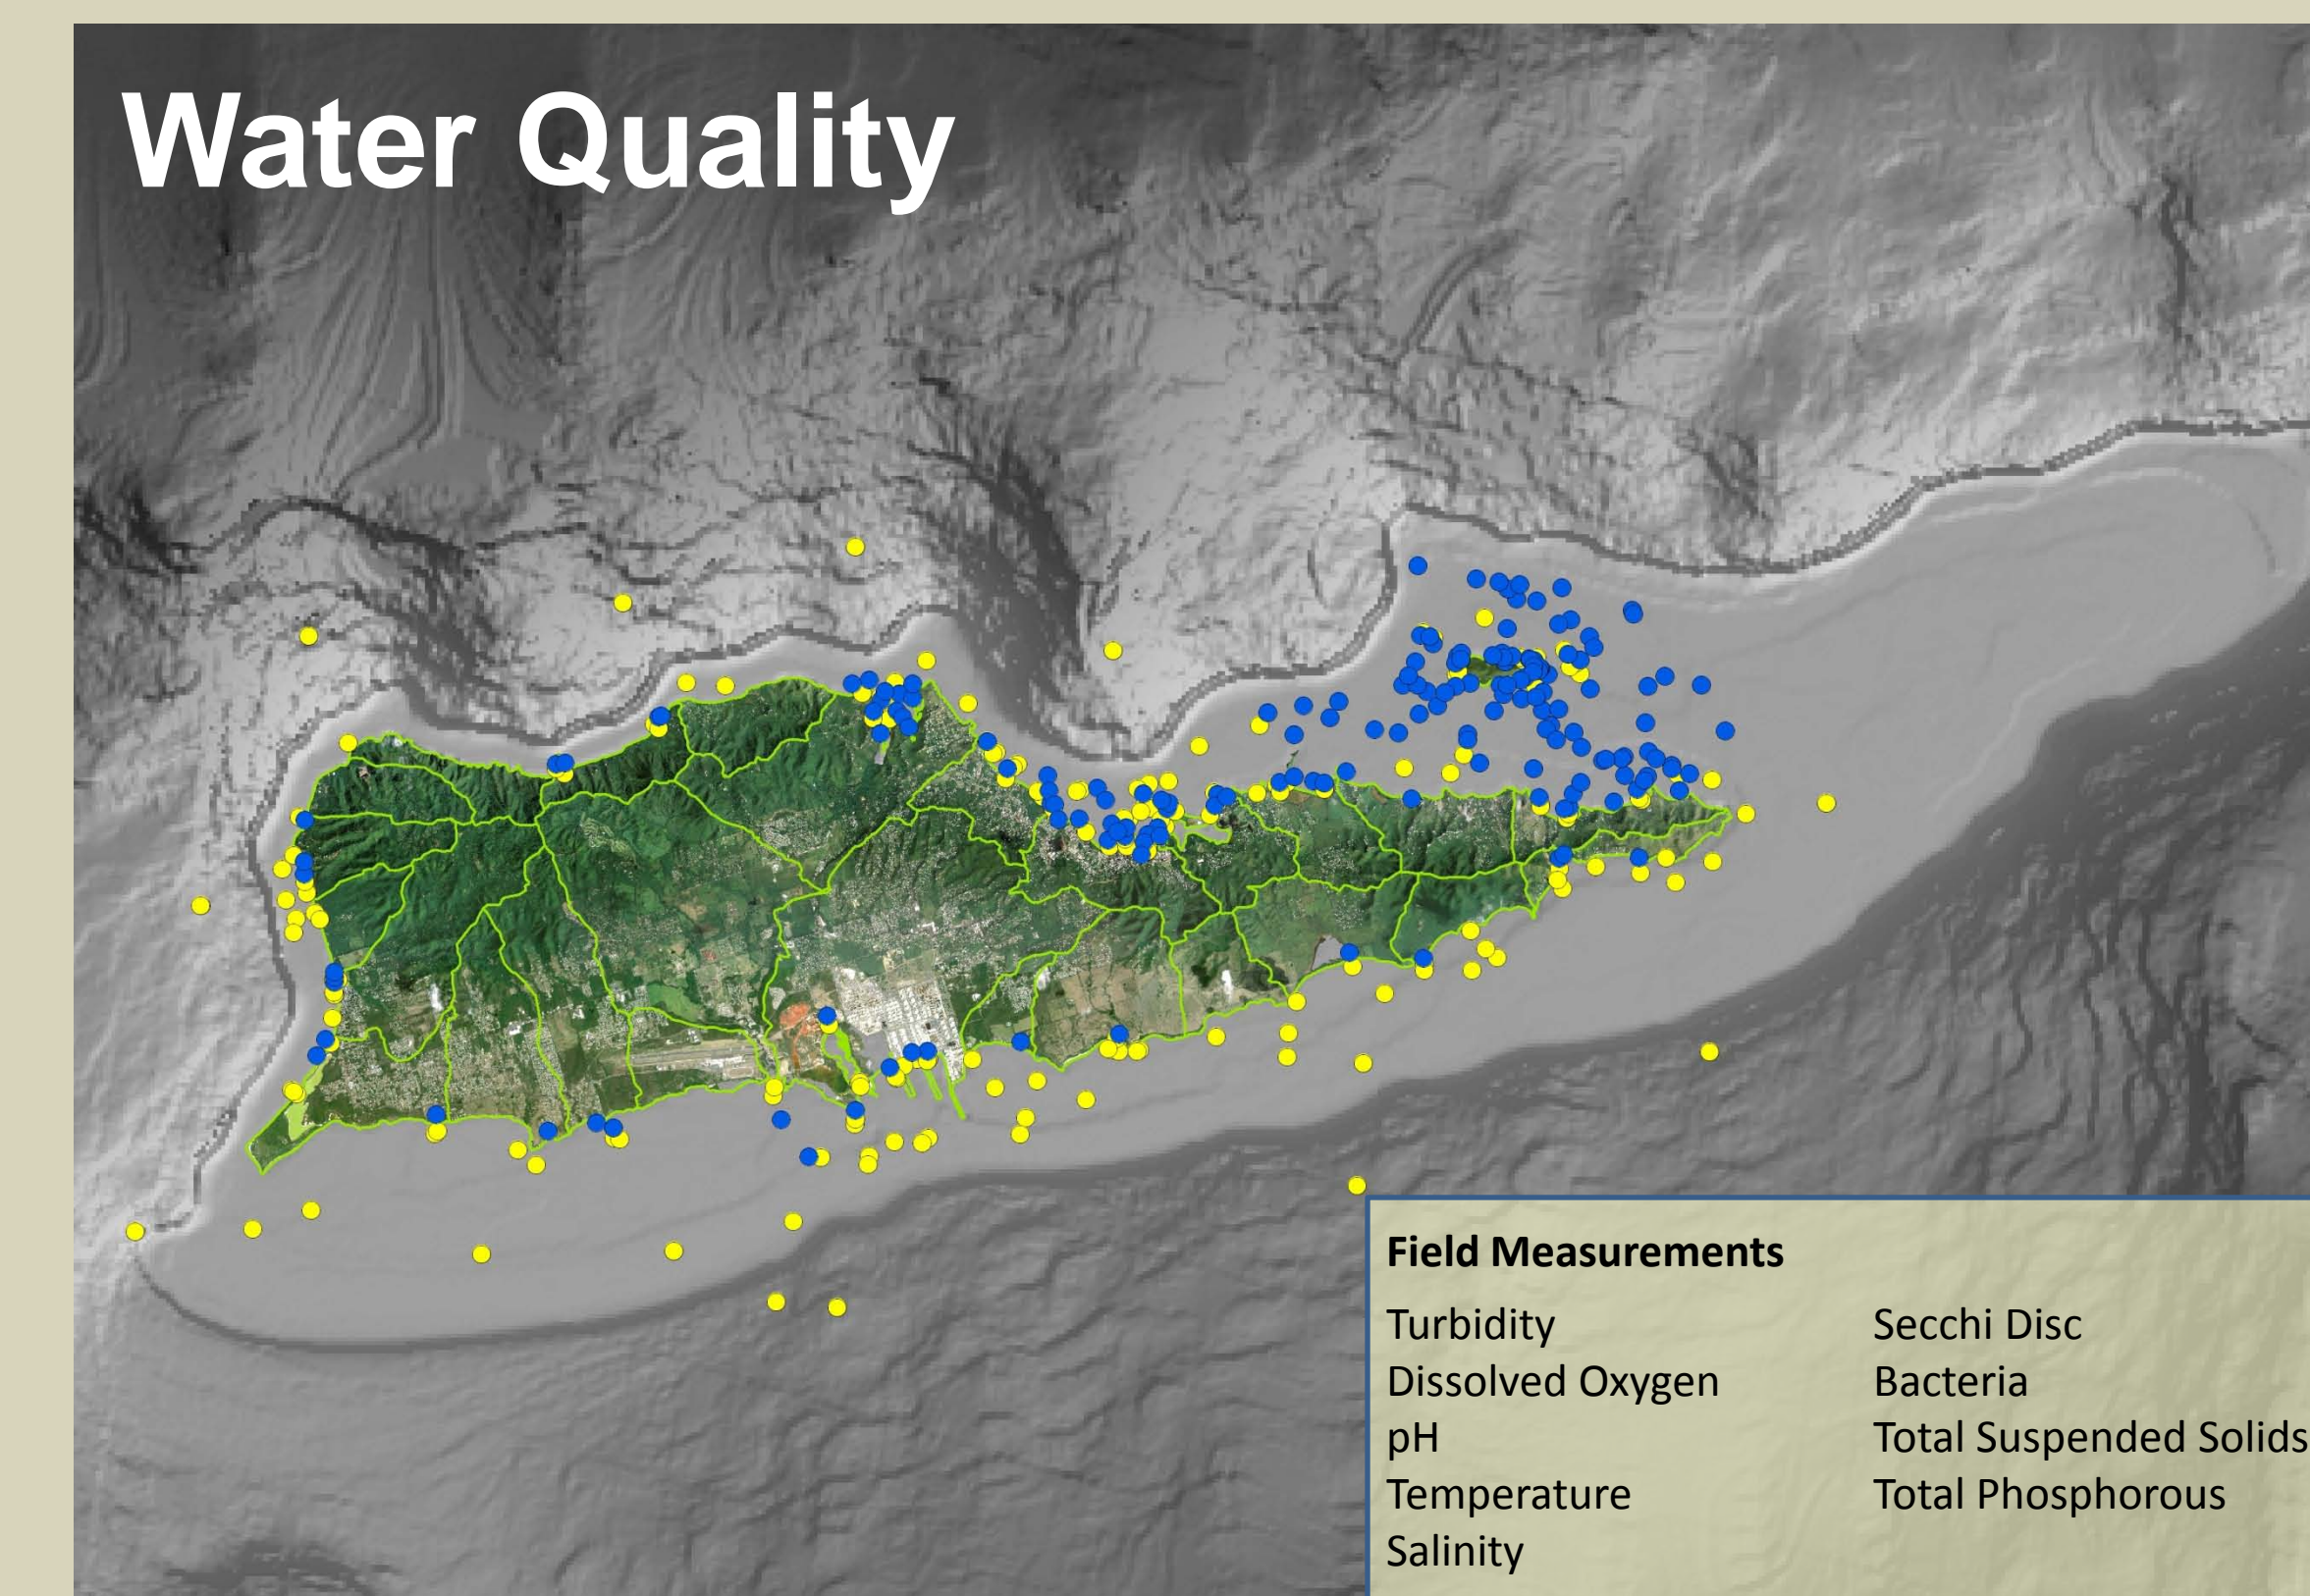 Water Quality
Field Measurements
Turbidity
Dissolved Oxygen
pH
Temperature
Salinity
Secchi Disc
Bacteria
Total Suspended Solids
Total Phosphorous